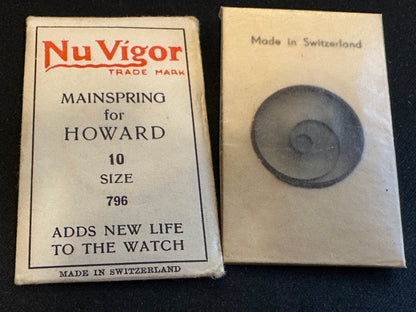 Nu Vigor
TRADE MARK
MAINSPRING
for
HOWARD
10
SIZE
796
ADDS NEW LIFE
TO THE WATCH
MADE IN SWITZERLAND
Made in Switzerland